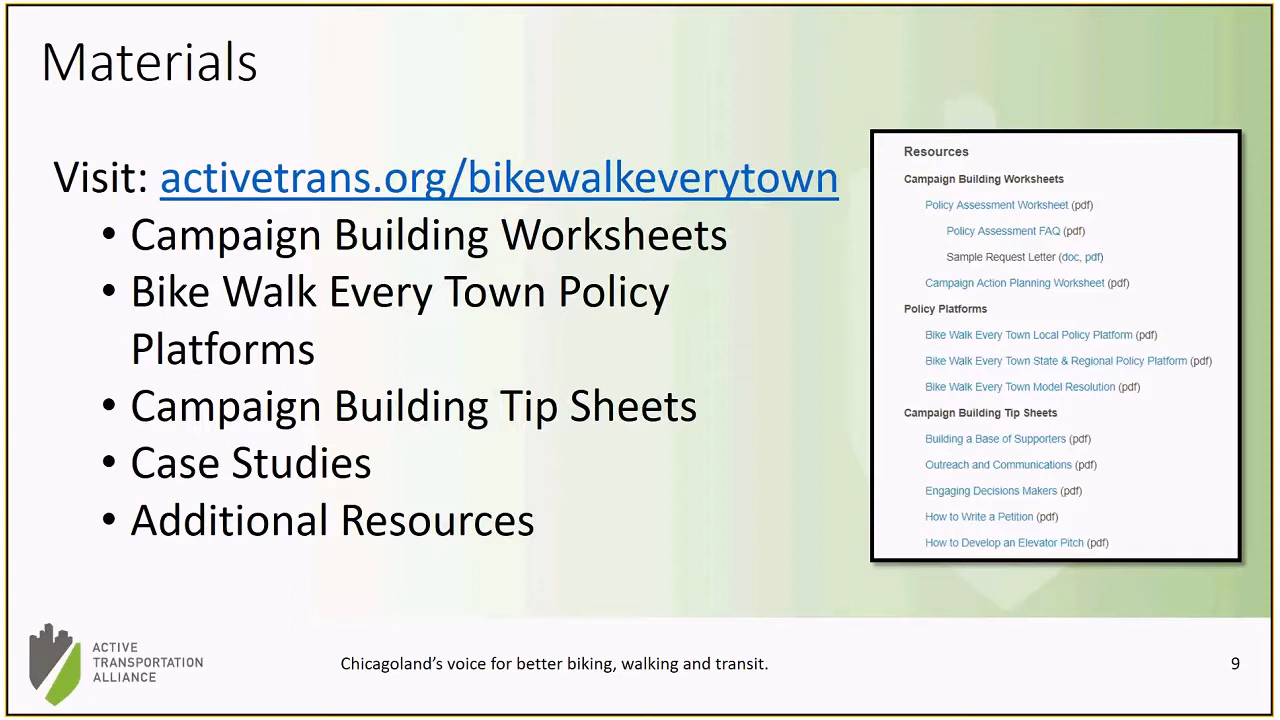 Materials
Visit: activetrans.org/bikewalkeverytown
• Campaign Building Worksheets
• Bike Walk Every Town Policy
Platforms
• Campaign Building Tip Sheets
• Case Studies
• Additional Resources
Resources
Campaign Building Worksheets
Policy Assessment Worksheet (pdf)
Policy Assessment FAQ (pdf)
Sample Request Letter (doc, pdf)
Campaign Action Planning Worksheet (pdf)
Policy Platforms
Bike Walk Every Town Local Policy Platform (pdf)
Bike Walk Every Town State & Regional Policy Platform (pdf)
Bike Walk Every Town Model Resolution (pdf)
Campaign Building Tip Sheets
Building a Base of Supporters (pdf)
Outreach and Communications (pdf)
Engaging Decisions Makers (pdf)
How to Write a Petition (pdf)
How to Develop an Elevator Pitch (pdf)
ACTIVE
TRANSPORTATION
ALLIANCE
Chicagoland’s voice for better biking, walking and transit.
9